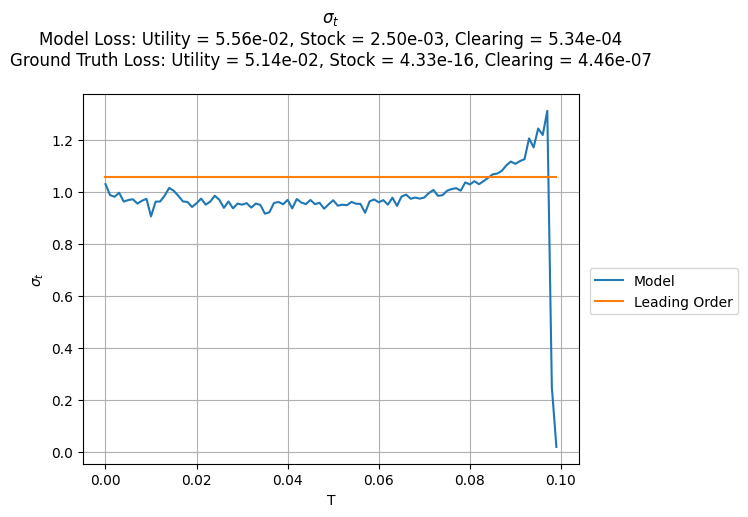 σt
Model Loss: Utility = 5.56e-02, Stock = 2.50e-03, Clearing = 5.34e-04
Ground Truth Loss: Utility = 5.14e-02, Stock = 4.33e-16, Clearing = 4.46e-07
1.2
1.0
0.8
0.6
0.4
0.2
0.0
σt
0.00 0.02 0.04 0.06 0.08 0.10
T
Model
Leading Order